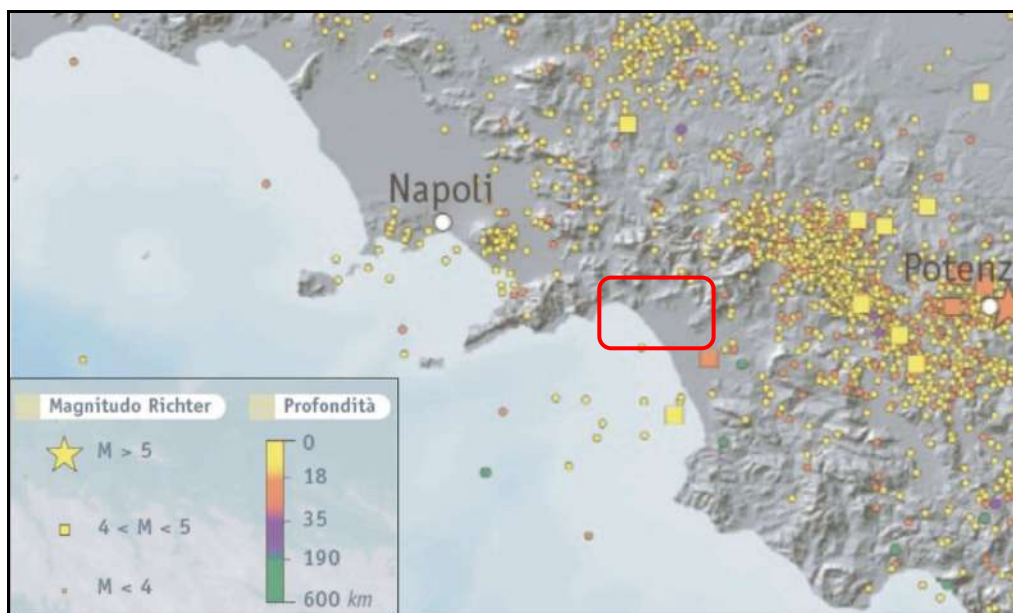 Napoli
Potenz
Magnitudo Richter
Profondità
M > 5
4 < M < 5
M < 4
0
18
35
190
600 km